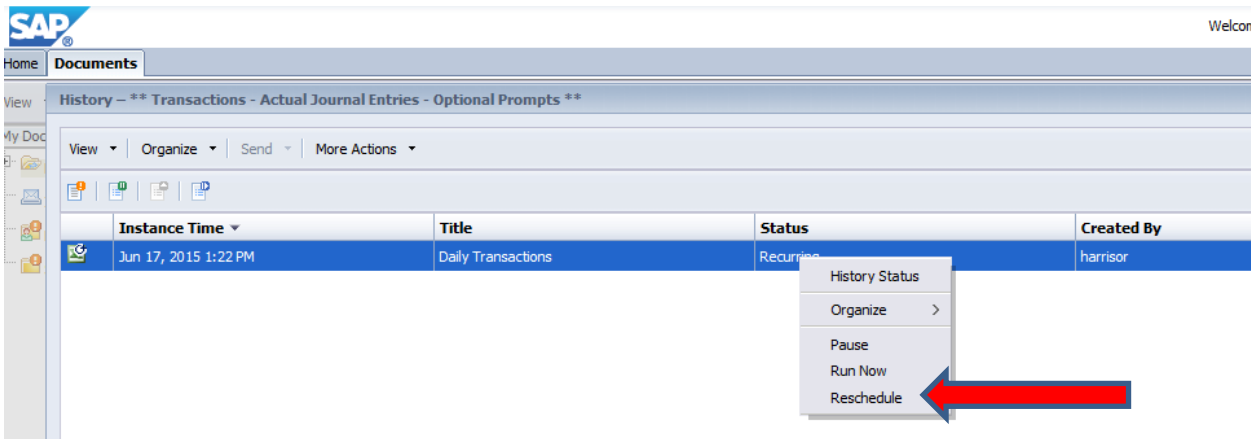 SAP
®
Welcom
Home Documents
View History – ** Transactions - Actual Journal Entries - Optional Prompts **
My Doc
View Organize Send More Actions
Instance Time Title Status Created By
Jun 17, 2015 1:22 PM Daily Transactions Recurring harrisor
History Status
Organize
Pause
Run Now
Reschedule